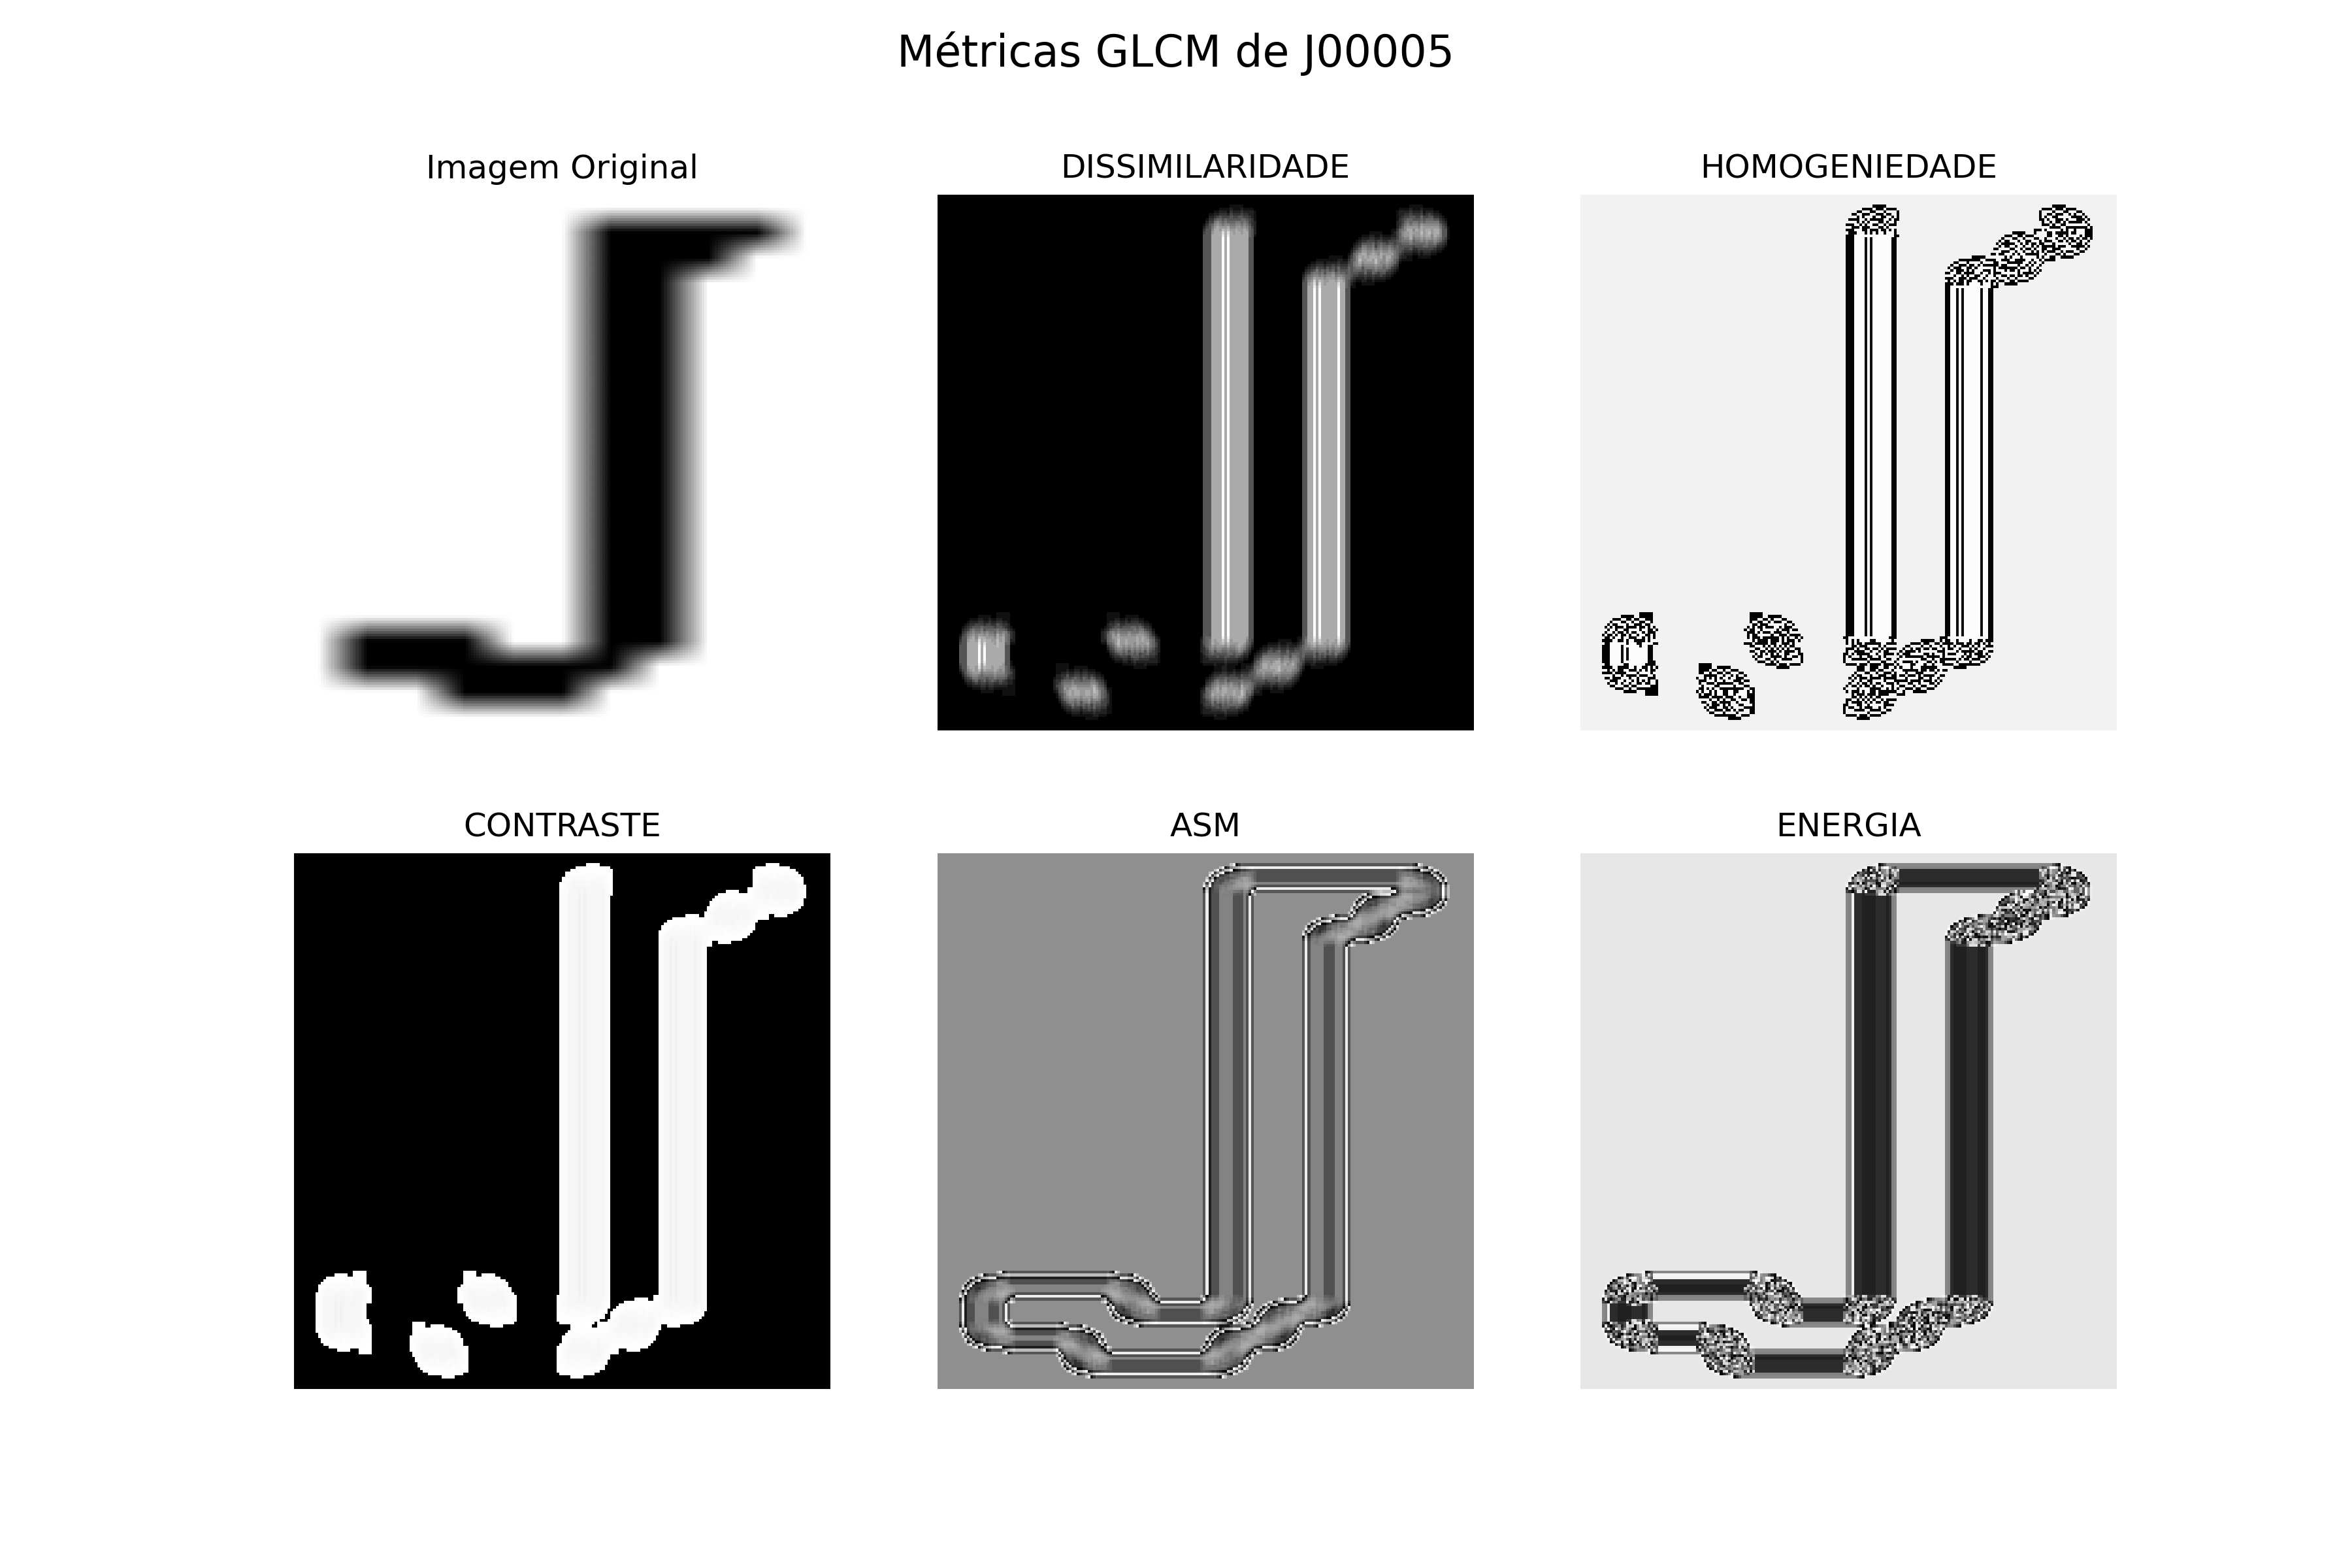 Métricas GLCM de J00005
Imagem Original
DISSIMILARIDADE
HOMOGENIEDADE
J
CONTRASTE
ASM
ENERGIA